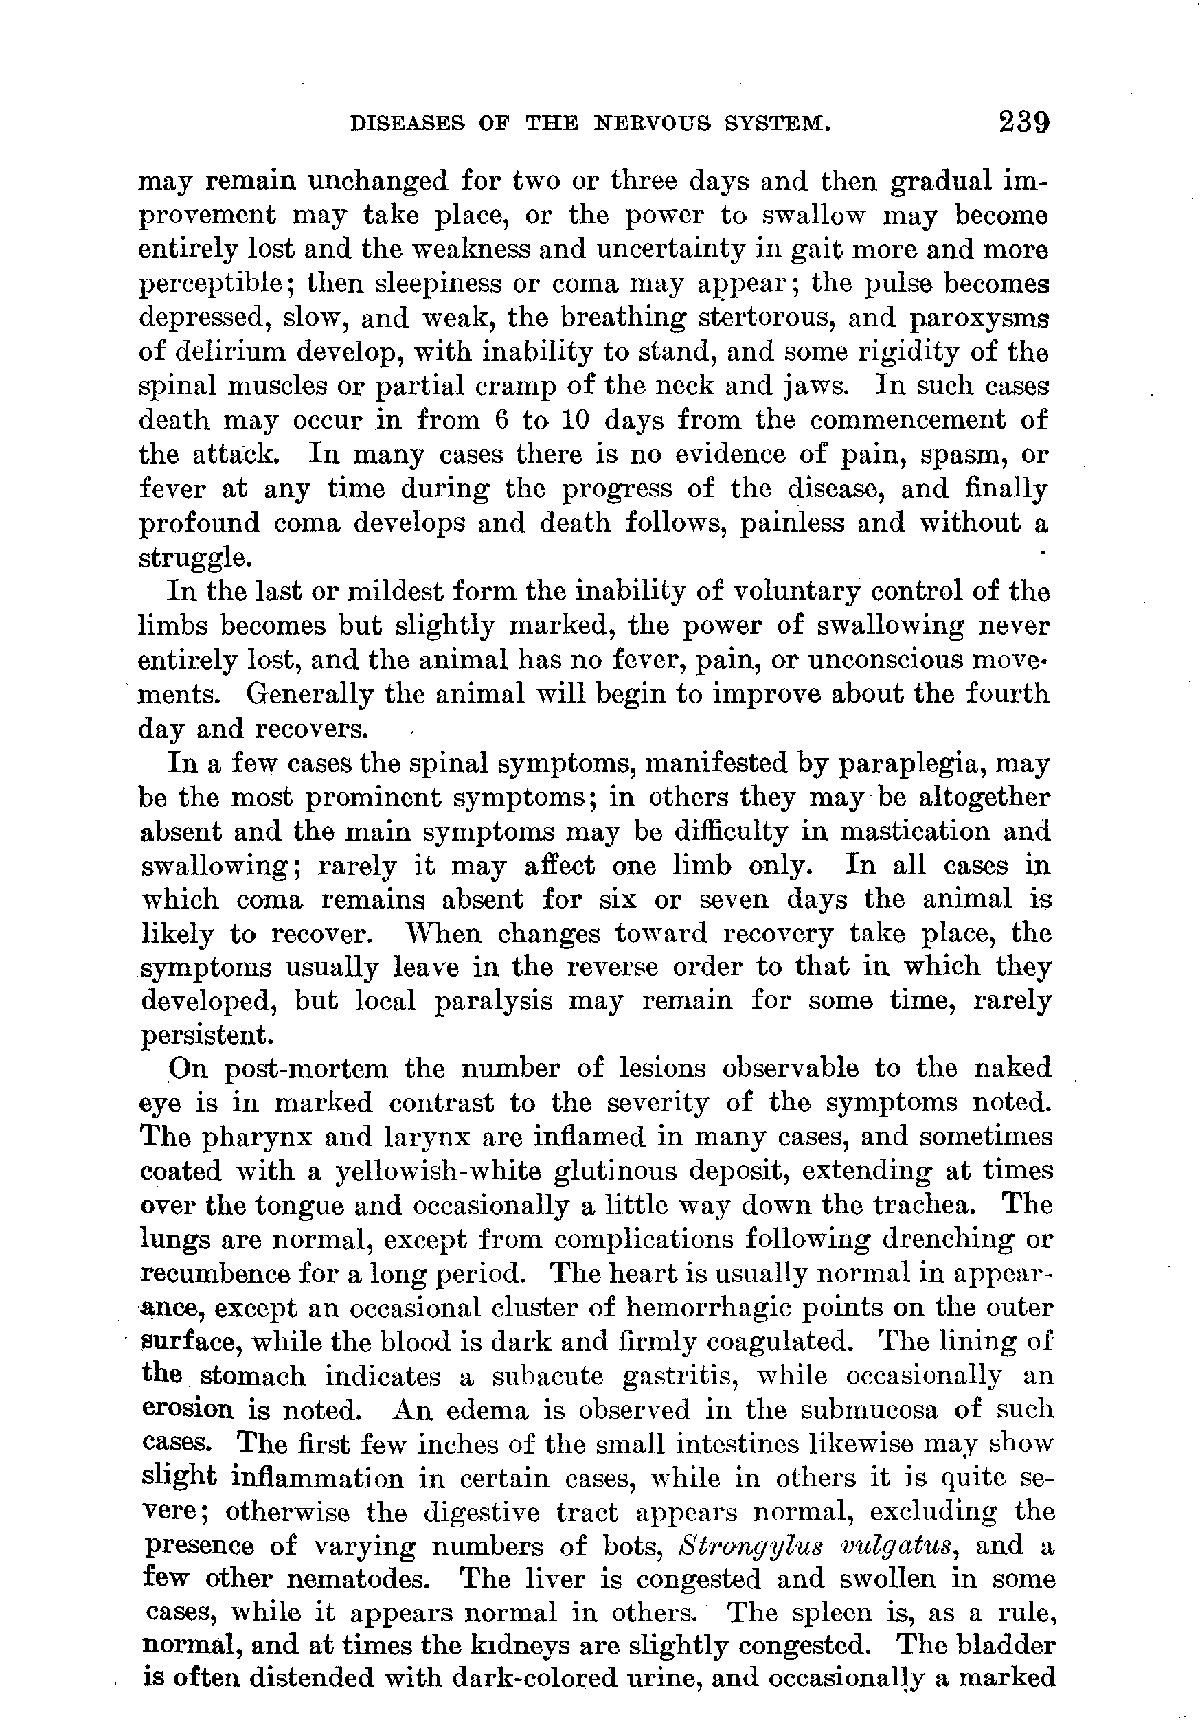 DISEASES OF THE NERVOUS SYSTEM. 239
may remain unchanged for two or three days and then gradual im-
provement may take place, or the power to swallow may become
entirely lost and the weakness and uncertainty in gait more and more
perceptible; then sleepiness or coma may appear; the pulse becomes
depressed, slow, and weak, the breathing stertorous, and paroxysms
of delirium develop, with inability to stand, and some rigidity of the
spinal muscles or partial cramp of the neck and jaws. In such cases
death may occur in from 6 to 10 days from the commencement of
the attack. In many cases there is no evidence of pain, spasm, or
fever at any time during the progress of the disease, and finally
profound coma develops and death follows, painless and without a
struggle.
In the last or mildest form the inability of voluntary control of the
limbs becomes but slightly marked, the power of swallowing never
entirely lost, and the animal has no fever, pain, or unconscious move-
ments. Generally the animal will begin to improve about the fourth
day and recovers.
In a few cases the spinal symptoms, manifested by paraplegia, may
be the most prominent symptoms; in others they may be altogether
absent and the main symptoms may be difficulty in mastication and
swallowing; rarely it may affect one limb only. In all cases in
which coma remains absent for six or seven days the animal is
likely to recover. When changes toward recovery take place, the
symptoms usually leave in the reverse order to that in which they
developed, but local paralysis may remain for some time, rarely
persistent.
On post-mortem the number of lesions observable to the naked
eye is in marked contrast to the severity of the symptoms noted.
The pharynx and larynx are inflamed in many cases, and sometimes
coated with a yellowish-white glutinous deposit, extending at times
over the tongue and occasionally a little way down the trachea. The
lungs are normal, except from complications following drenching or
recumbence for a long period. The heart is usually normal in appear-
ance, except an occasional cluster of hemorrhagic points on the outer
surface, while the blood is dark and firmly coagulated. The lining of
the stomach indicates a subacute gastritis, while occasionally an
erosion is noted. An edema is observed in the submucosa of such
cases. The first few inches of the small intestines likewise may show
slight inflammation in certain cases, while in others it is quite se-
vere; otherwise the digestive tract appears normal, excluding the
presence of varying numbers of bots, Strongylus vulgatus, and a
few other nematodes. The liver is congested and swollen in some
cases, while it appears normal in others. The spleen is, as a rule,
normal, and at times the kidneys are slightly congested. The bladder
is often distended with dark-colored urine, and occasionally a marked